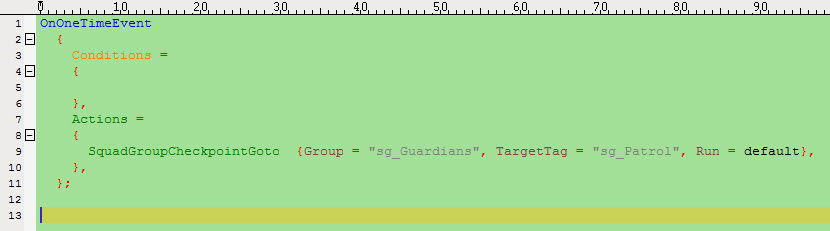 0 10 20 30 40 50 60 70 80 90
1 OnOneTimeEvent
2 {
3 Conditions =
4 {
5
6 },
7 Actions =
8 {
9 SquadGroupCheckpointGoto {Group = "sg_Guardians", TargetTag = "sg_Patrol", Run = default},
10 },
11 };
12
13